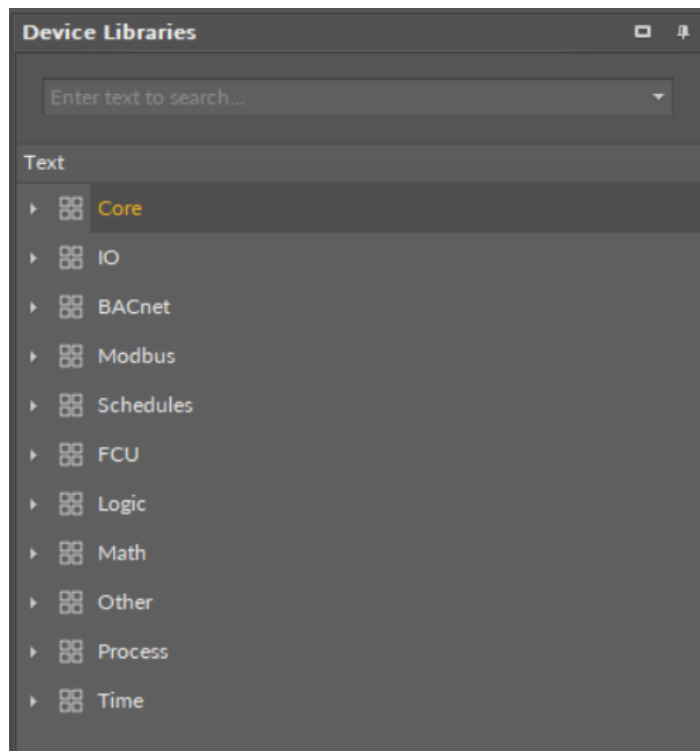 Device Libraries
Enter text to search...
Text
Core
IO
BACnet
Modbus
Schedules
FCU
Logic
Math
Other
Process
Time